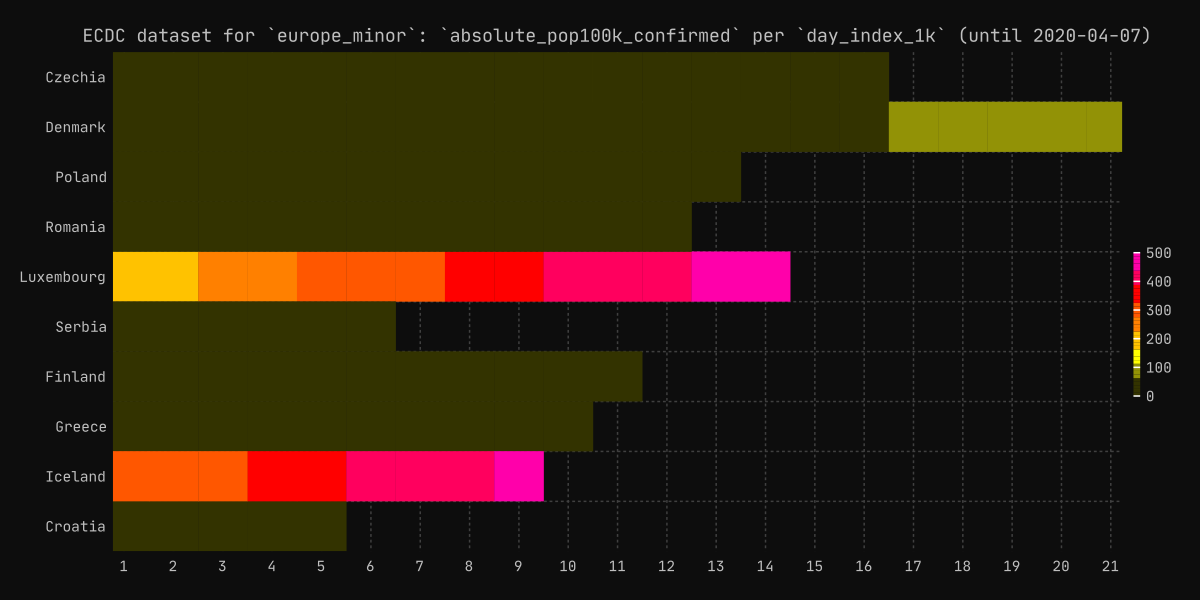 ECDC dataset for `europe_minor`: `absolute_pop100k_confirmed` per `day_index_1k` (until 2020-04-07)
Czechia
Denmark
Poland
Romania
Luxembourg
Serbia
Finland
Greece
Iceland
Croatia
1 2 3 4 5 6 7 8 9 10 11 12 13 14 15 16 17 18 19 20 21
500
400
300
200
100
0